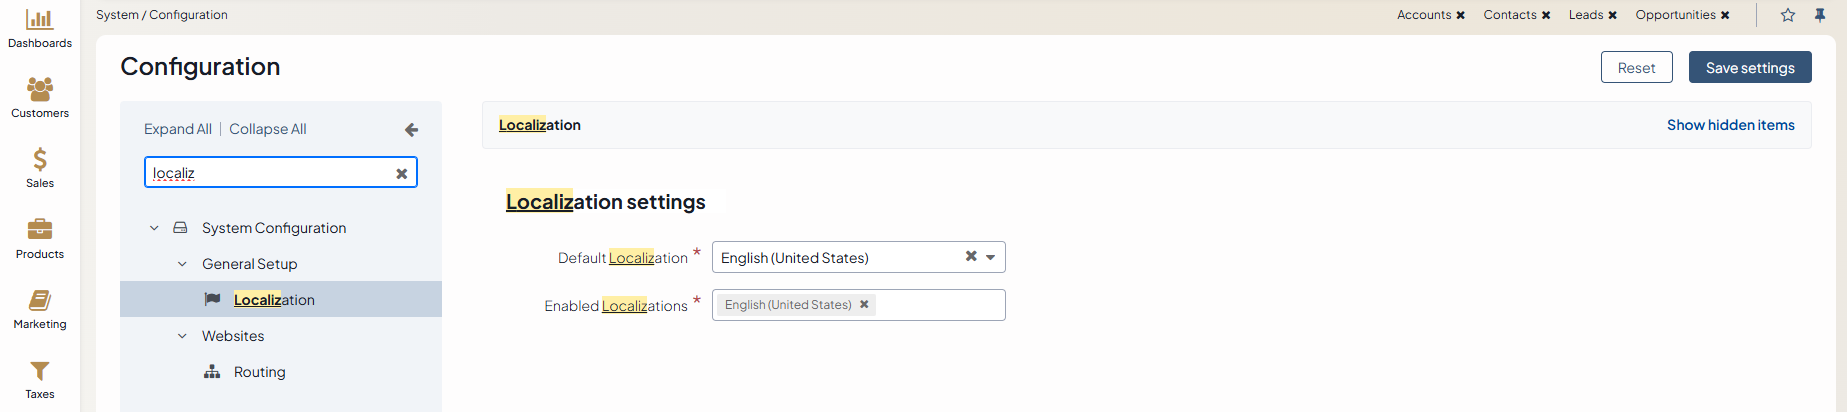 System / Configuration
Accounts ✖ Contacts ✖ Leads ✖ Opportunities ✖
Dashboards
Customers
Sales
Products
Marketing
Taxes
Configuration
Reset
Save settings
Expand All | Collapse All
localiz
System Configuration
General Setup
Localization
Websites
Routing
Localization
Show hidden items
Localization settings
Default Localization * English (United States)
Enabled Localizations * English (United States) ✖